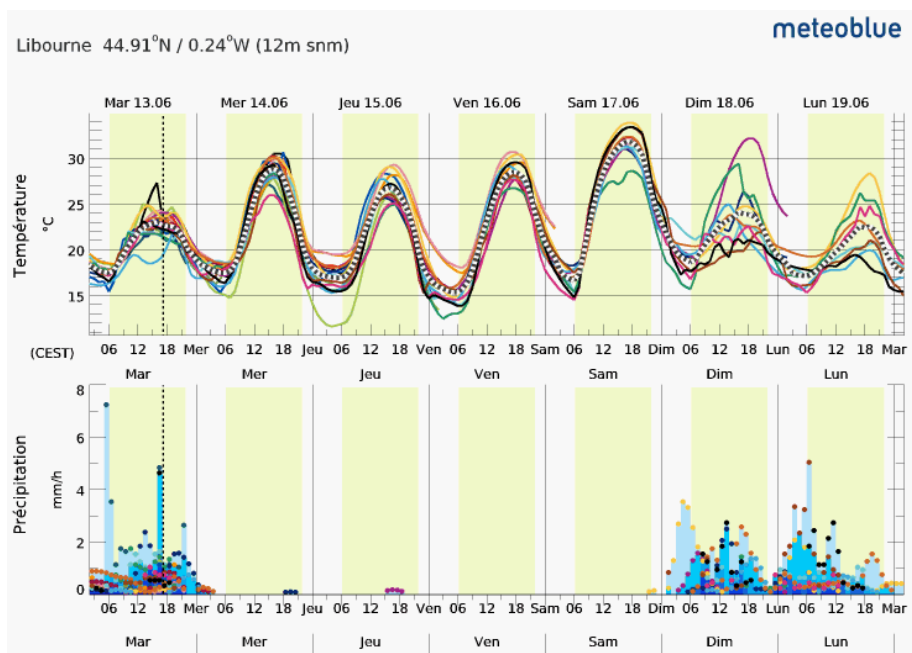 meteoblue
Libourne 44.91°N / 0.24°W (12m snm)
Mar 13.06 Mer 14.06 Jeu 15.06 Ven 16.06 Sam 17.06 Dim 18.06 Lun 19.06
Température
°C
30
25
20
15
(CEST) 06 12 18 Mer 06 12 18 Jeu 06 12 18 Ven 06 12 18 Sam 06 12 18 Dim 06 12 18 Lun 06 12 18 Mar
Mar Mer Jeu Ven Sam Dim Lun
Précipitation
mm/h
8
6
4
2
0
06 12 18 Mer 06 12 18 Jeu 06 12 18 Ven 06 12 18 Sam 06 12 18 Dim 06 12 18 Lun 06 12 18 Mar
Mar Mer Jeu Ven Sam Dim Lun